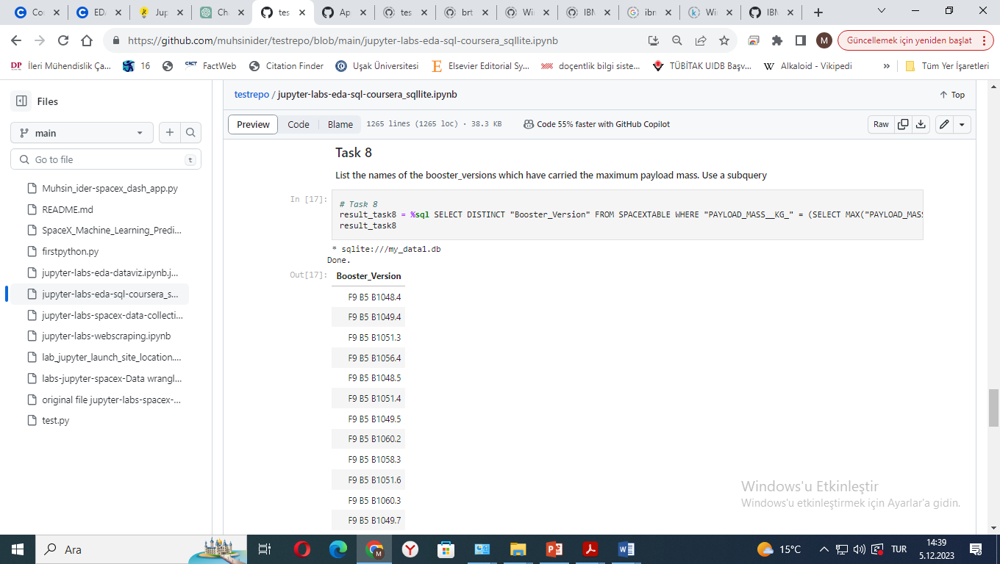 Cou
EDA
Jup
Cha
tes
Ap
tes
brt
Wi
IBM
ibn
Wi
IBM
https://github.com/muhsinider/testrepo/blob/main/jupyter-labs-eda-sql-coursera_sqllite.ipynb
M
Güncellemek için yeniden başlat
DP İleri Mühendislik Ça...
16
CACT FactWeb
Citation Finder
Uşak Üniversitesi
E Elsevier Editorial Sy...
doçentlik bilgi siste...
TÜBİTAK UIDB Başv...
W Alkaloid - Vikipedi
»
Tüm Yer İşaretleri
Files
testrepo / jupyter-labs-eda-sql-coursera_sqllite.ipynb
Top
main
Preview Code Blame 1265 lines (1265 loc) · 38.3 KB Code 55% faster with GitHub Copilot Raw
Go to file t
Muhsin_ider-spacex_dash_app.py
README.md
SpaceX_Machine_Learning_Predi...
firstpython.py
jupyter-labs-eda-dataviz.ipynb.j...
jupyter-labs-eda-sql-coursera_s...
jupyter-labs-spacex-data-collecti...
jupyter-labs-webscraping.ipynb
lab_jupyter_launch_site_location....
labs-jupyter-spacex-Data wrangl...
original file jupyter-labs-spacex-...
test.py
Task 8
List the names of the booster_versions which have carried the maximum payload mass. Use a subquery
In [17]:
# Task 8
result_task8 = %sql SELECT DISTINCT "Booster_Version" FROM SPACEXTABLE WHERE "PAYLOAD_MASS__KG_" = (SELECT MAX("PAYLOAD_MASS
result_task8
* sqlite:///my_data1.db
Done.
Out[17]:
Booster_Version
F9 B5 B1048.4
F9 B5 B1049.4
F9 B5 B1051.3
F9 B5 B1056.4
F9 B5 B1048.5
F9 B5 B1051.4
F9 B5 B1049.5
F9 B5 B1060.2
F9 B5 B1058.3
F9 B5 B1051.6
F9 B5 B1060.3
F9 B5 B1049.7
Windows'u Etkinleştir
Windows'u etkinleştirmek için Ayarlar'a gidin.
Ara
15°C
TUR
14:39
5.12.2023